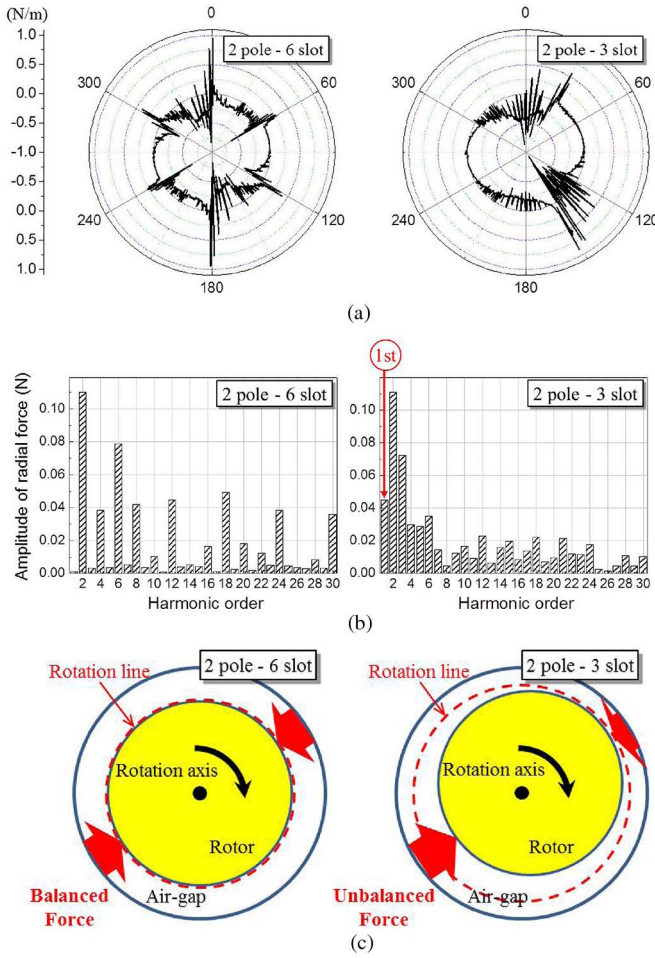 (N/m)
0
2 pole - 6 slot
60
120
180
240
300
1.0
0.5
0.0
-0.5
-1.0
-0.5
0.0
0.5
1.0
0
2 pole - 3 slot
60
120
180
240
300
(a)
1st
Amplitude of radial force (N)
0.10
0.08
0.06
0.04
0.02
0.00
2 pole - 6 slot
2 4 6 8 10 12 14 16 18 20 22 24 26 28 30
Harmonic order
0.10
0.08
0.06
0.04
0.02
0.00
2 pole - 3 slot
2 4 6 8 10 12 14 16 18 20 22 24 26 28 30
Harmonic order
(b)
2 pole - 6 slot
Rotation line
Rotation axis
Rotor
Balanced
Force
Air-gap
2 pole - 3 slot
Rotation line
Rotation axis
Rotor
Unbalanced
Force
Air-gap
(c)